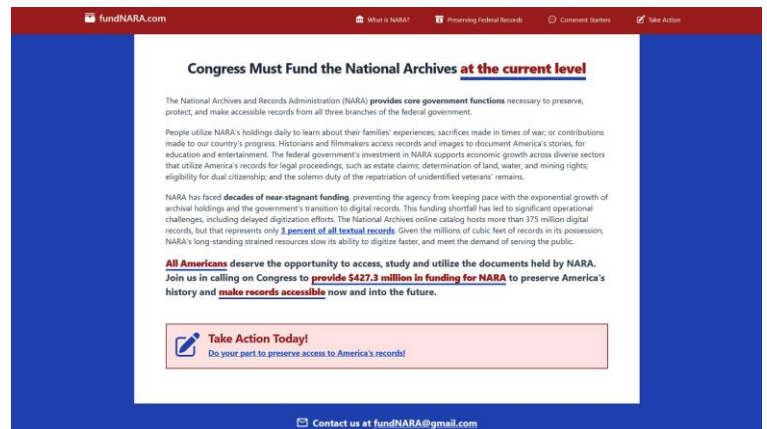 fundNARA.com
What is NARA?
Preserving Federal Records
Comment Starters
Take Action
Congress Must Fund the National Archives at the current level
The National Archives and Records Administration (NARA) provides core government functions necessary to preserve,
protect, and make accessible records from all three branches of the federal government.
People utilize NARA's holdings daily to learn about their families' experiences; sacrifices made in times of war; or contributions
made to our country's progress. Historians and filmmakers access records and images to document America's stories, for
education and entertainment. The federal government's investment in NARA supports economic growth across diverse sectors
that utilize America's records for legal proceedings, such as estate claims; determination of land, water, and mining rights;
eligibility for dual citizenship; and the solemn duty of the repatriation of unidentified veterans' remains.
NARA has faced decades of near-stagnant funding, preventing the agency from keeping pace with the exponential growth of
archival holdings and the government's transition to digital records. This funding shortfall has led to significant operational
challenges, including delayed digitization efforts. The National Archives online catalog hosts more than 375 million digital
records, but that represents only 3 percent of all textual records. Given the millions of cubic feet of records in its possession,
NARA's long-standing strained resources slow its ability to digitize faster, and meet the demand of serving the public.
All Americans deserve the opportunity to access, study and utilize the documents held by NARA.
Join us in calling on Congress to provide $427.3 million in funding for NARA to preserve America's
history and make records accessible now and into the future.
Take Action Today!
Do your part to preserve access to America's records!
Contact us at fundNARA@gmail.com